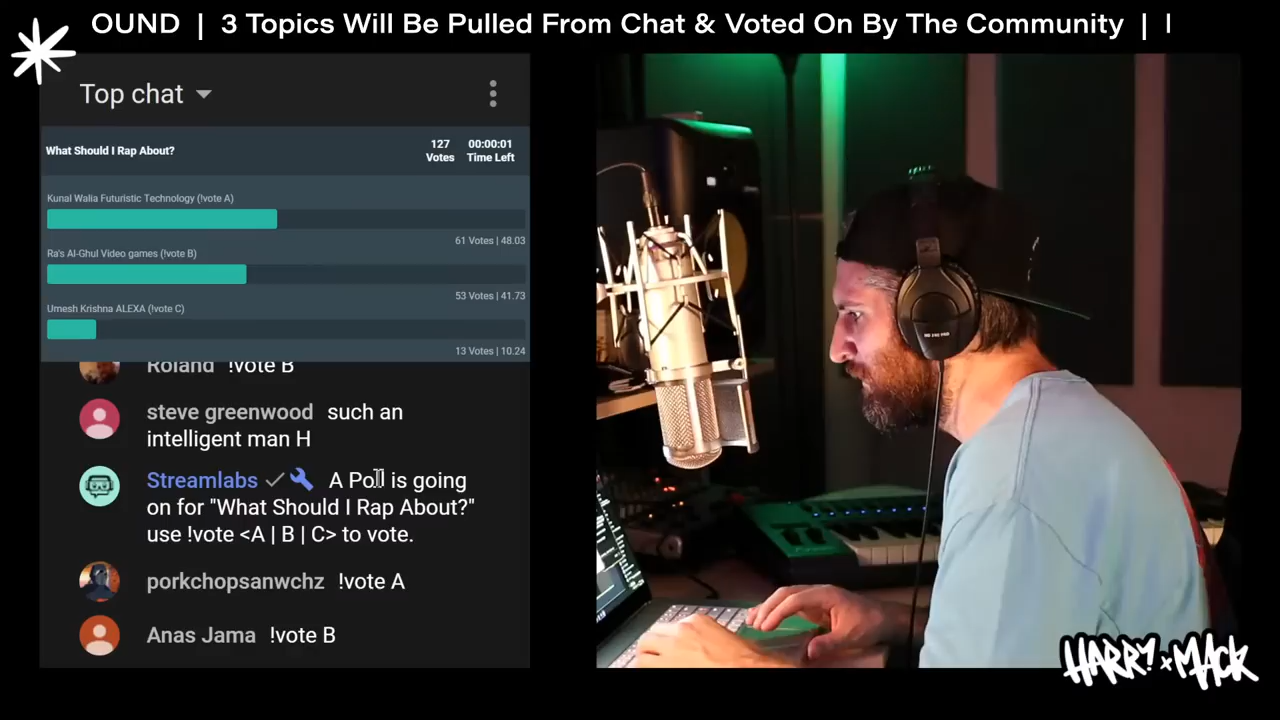 OUND | 3 Topics Will Be Pulled From Chat & Voted On By The Community | I
Top chat
What Should I Rap About?
127 Votes
00:00:01 Time Left
Kunal Walia Futuristic Technology (!vote A)
61 Votes | 48.03
Ra's Al-Ghul Video games (!vote B)
53 Votes | 41.73
Umesh Krishna ALEXA (!vote C)
13 Votes | 10.24
Roland !vote B
steve greenwood such an
intelligent man H
Streamlabs A Poll is going
on for "What Should I Rap About?"
use !vote <A | B | C> to vote.
porkchopsanwchz !vote A
Anas Jama !vote B
HARRY MACK